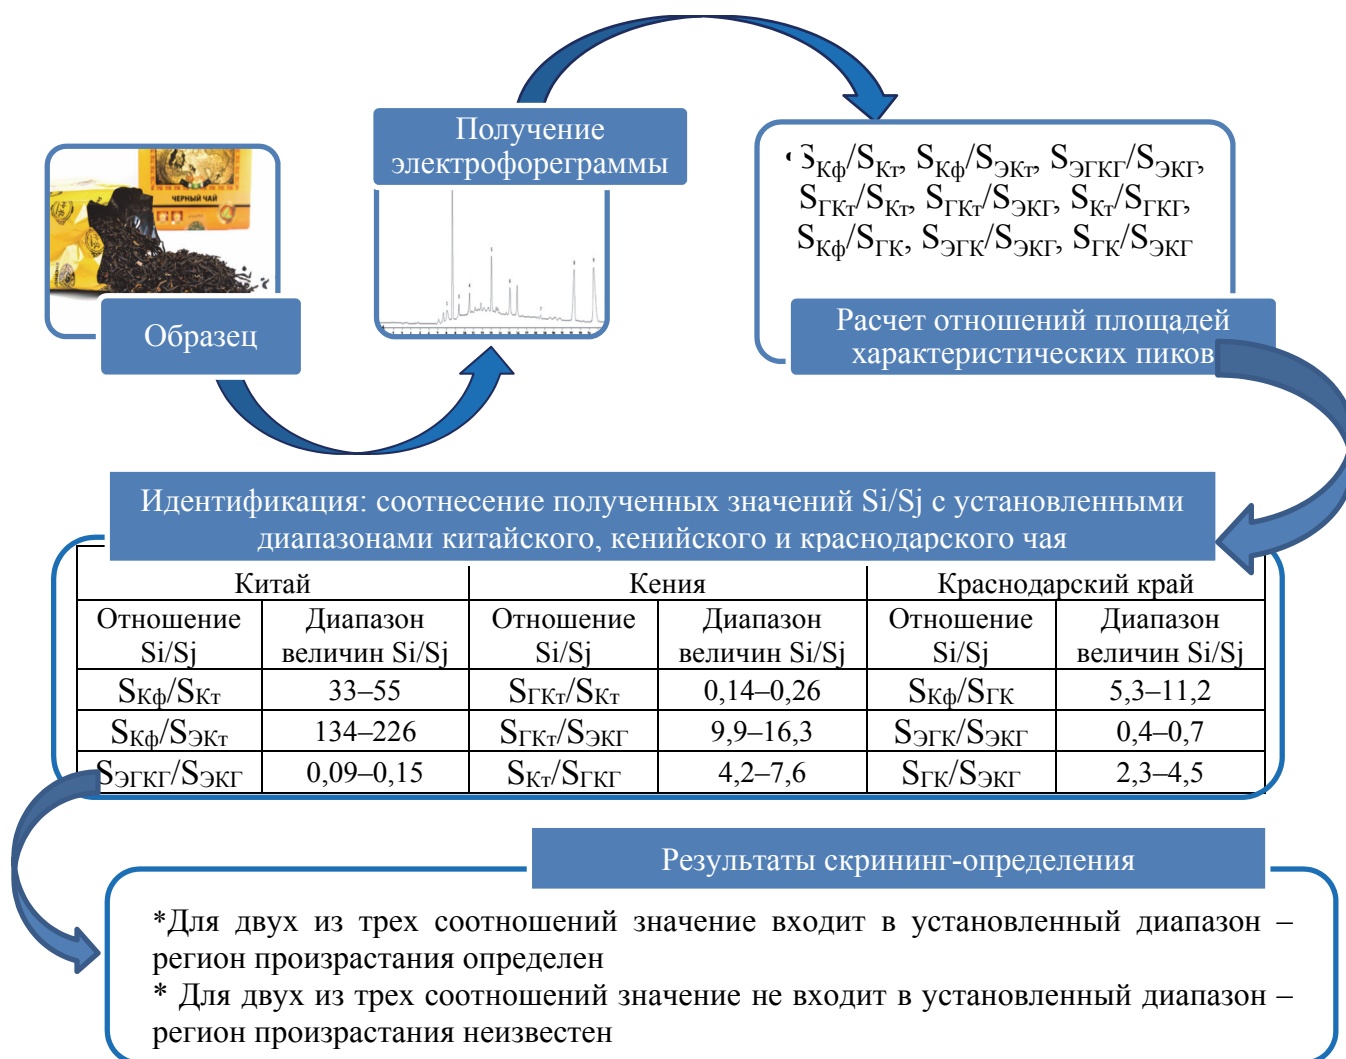 ЧЕРНЫЙ ЧАЙ
Образец
Получение
электрофореграммы
• SКф/SКт, SКф/SЭКт, SЭГКГ/SЭКГ,
SГКт/SКт, SГКт/SЭКГ, SКт/SГКГ,
SКф/SГК, SЭГК/SЭКГ, SГК/SЭКГ
Расчет отношений площадей
характеристических пиков
Идентификация: соотнесение полученных значений Si/Sj с установленными
диапазонами китайского, кенийского и краснодарского чая
Китай Кения Краснодарский край
Отношение Диапазон Отношение Диапазон Отношение Диапазон
Si/Sj величин Si/Sj Si/Sj величин Si/Sj Si/Sj величин Si/Sj
SКф/SКт 33–55 SГКт/SКт 0,14–0,26 SКф/SГК 5,3–11,2
SКф/SЭКт 134–226 SГКт/SЭКГ 9,9–16,3 SЭГК/SЭКГ 0,4–0,7
SЭГКГ/SЭКГ 0,09–0,15 SКт/SГКГ 4,2–7,6 SГК/SЭКГ 2,3–4,5
Результаты скрининг-определения
*Для двух из трех соотношений значение входит в установленный диапазон –
регион произрастания определен
* Для двух из трех соотношений значение не входит в установленный диапазон –
регион произрастания неизвестен